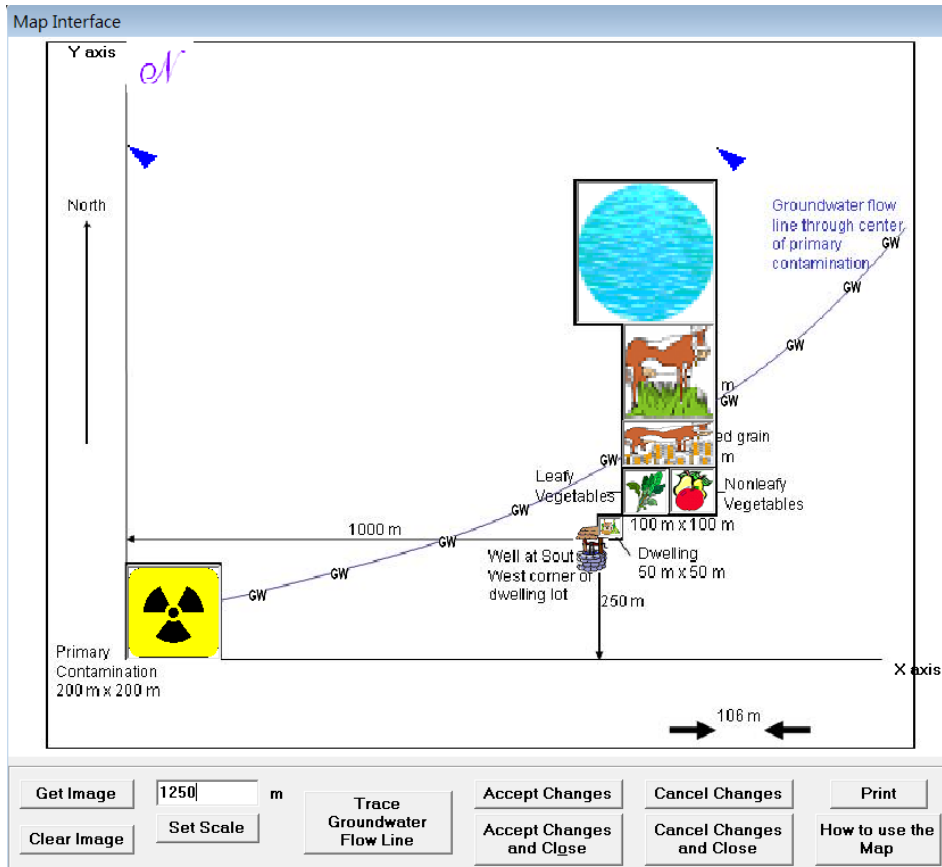 Map Interface
Y axis
N
North
Groundwater flow
line through center
of primary
contamination
GW
GW
GW
m
GW
ed grain
m
GW
Leafy
Vegetables
Nonleafy
Vegetables
GW
100 m x 100 m
1000 m
GW
Well at Sout
West corner of
dwelling lot
Dwelling
50 m x 50 m
GW
GW
250 m
Primary
Contamination
200 m x 200 m
X axis
106 m
Get Image
1250
m
Trace
Groundwater
Flow Line
Accept Changes
Cancel Changes
Print
Clear Image
Set Scale
Accept Changes
and Close
Cancel Changes
and Close
How to use the
Map